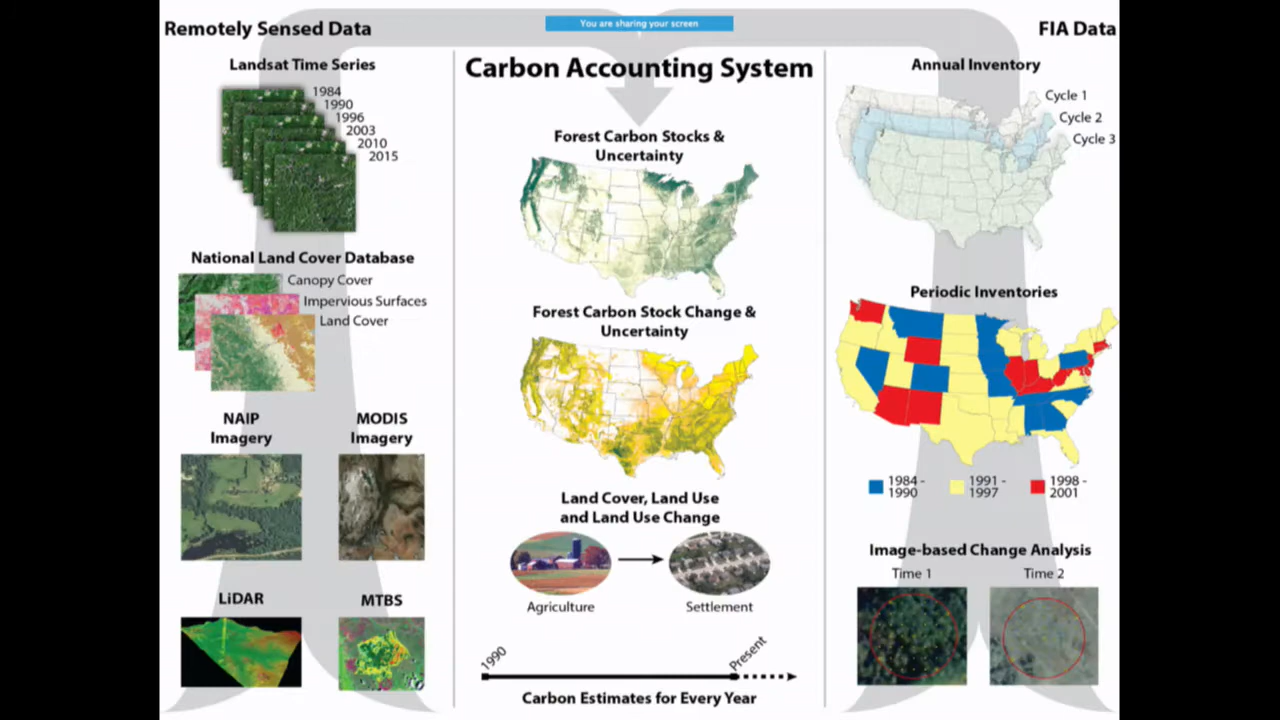 You are sharing your screen
Remotely Sensed Data
Landsat Time Series
1984
1990
1996
2003
2010
2015
National Land Cover Database
Canopy Cover
Impervious Surfaces
Land Cover
NAIP
Imagery
MODIS
Imagery
LiDAR
MTBS
Carbon Accounting System
Forest Carbon Stocks &
Uncertainty
Forest Carbon Stock Change &
Uncertainty
Land Cover, Land Use
and Land Use Change
Agriculture
Settlement
1990
Present
Carbon Estimates for Every Year
FIA Data
Annual Inventory
Cycle 1
Cycle 2
Cycle 3
Periodic Inventories
1984 -
1990
1991 -
1997
1998 -
2001
Image-based Change Analysis
Time 1
Time 2